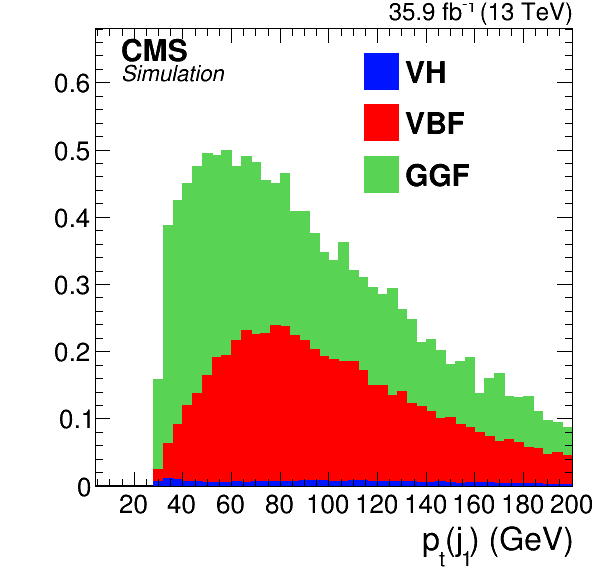 35.9 fb⁻¹ (13 TeV)
CMS
Simulation
VH
VBF
GGF
0.6
0.5
0.4
0.3
0.2
0.1
0
20 40 60 80 100 120 140 160 180 200
pₜ(j₁) (GeV)